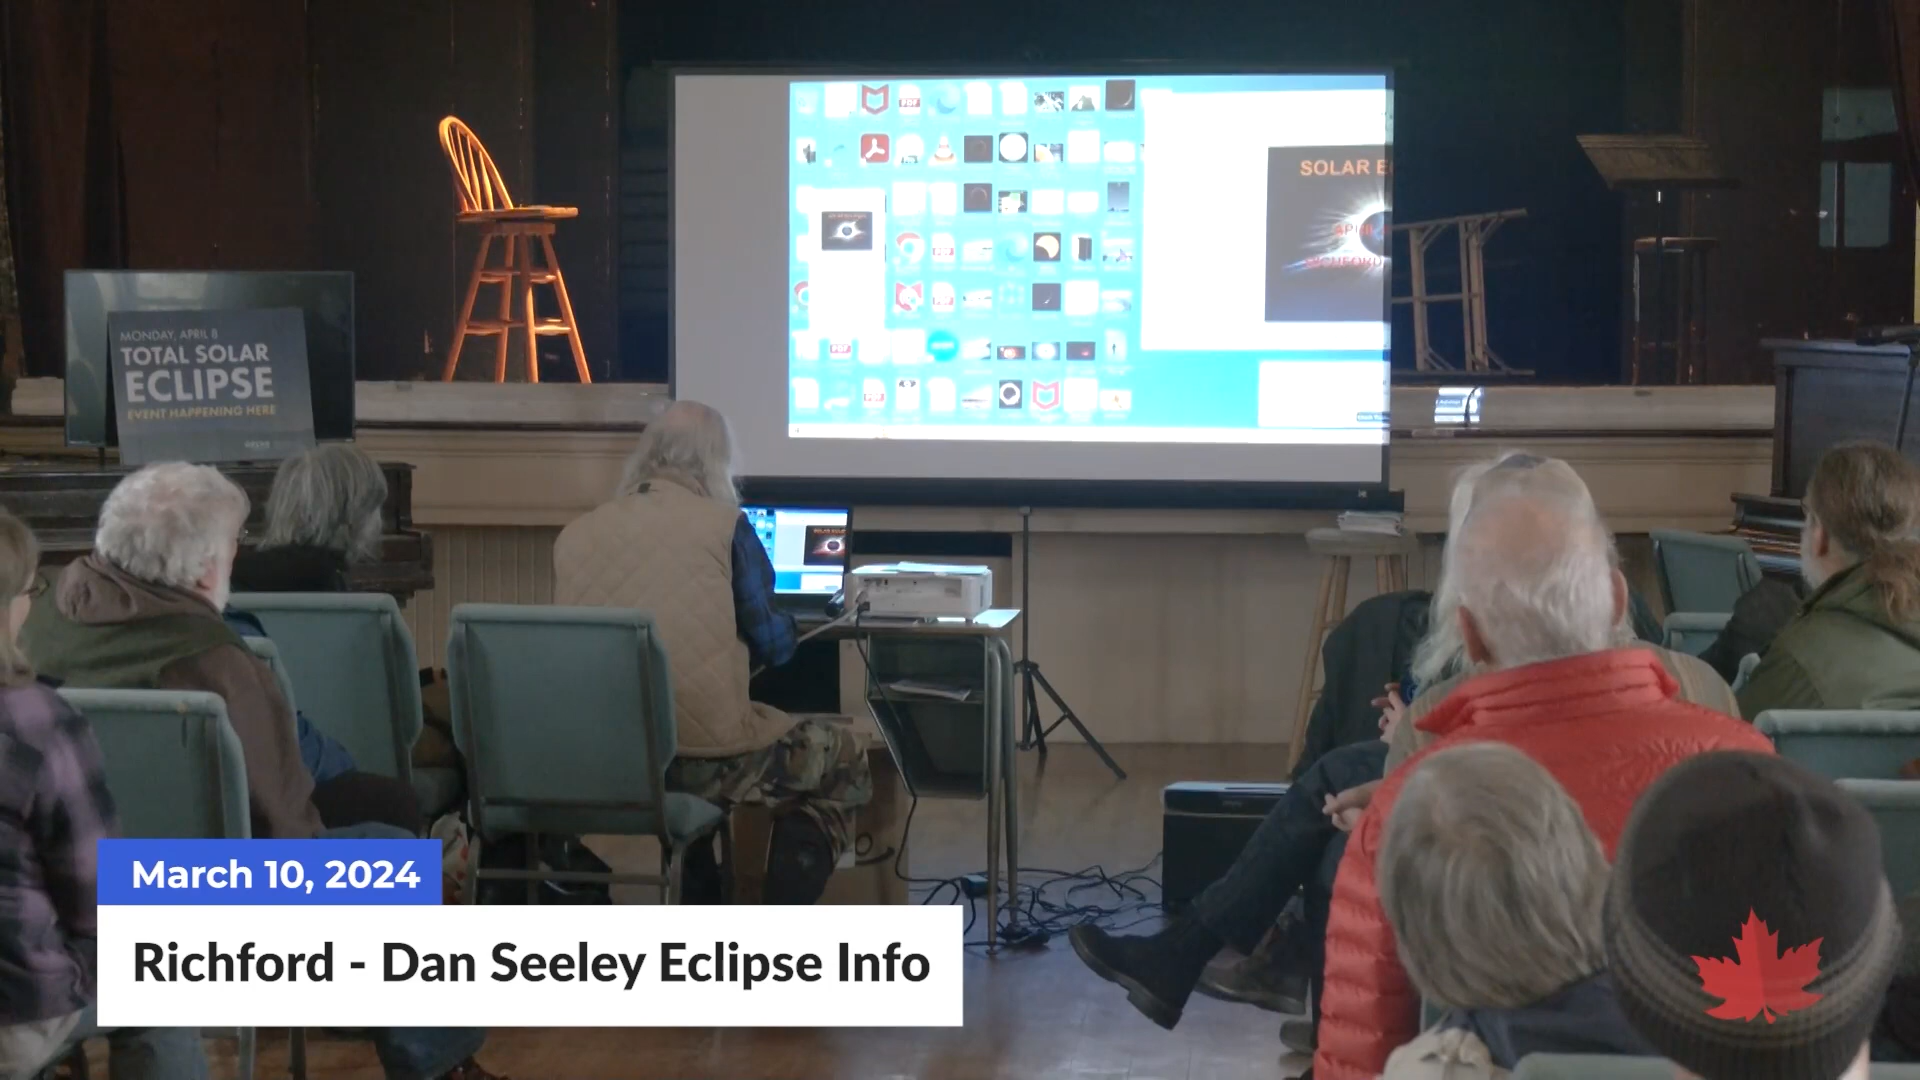 SOLAR E
MONDAY, APRIL 8
TOTAL SOLAR
ECLIPSE
EVENT HAPPENING HERE
March 10, 2024
Richford - Dan Seeley Eclipse Info